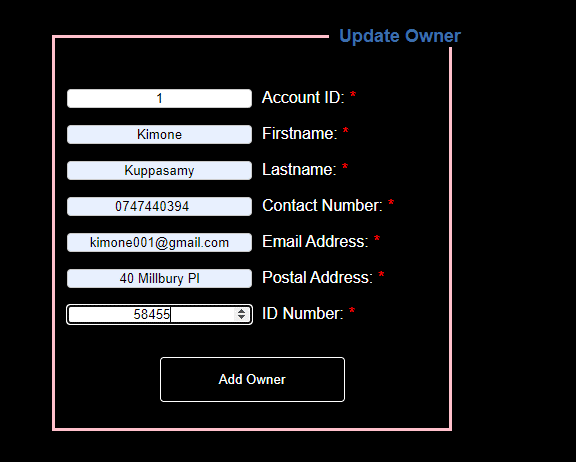 Update Owner
1 Account ID: *
Kimone Firstname: *
Kuppasamy Lastname: *
0747440394 Contact Number: *
kimone001@gmail.com Email Address: *
40 Millbury Pl Postal Address: *
58455 ID Number: *
Add Owner